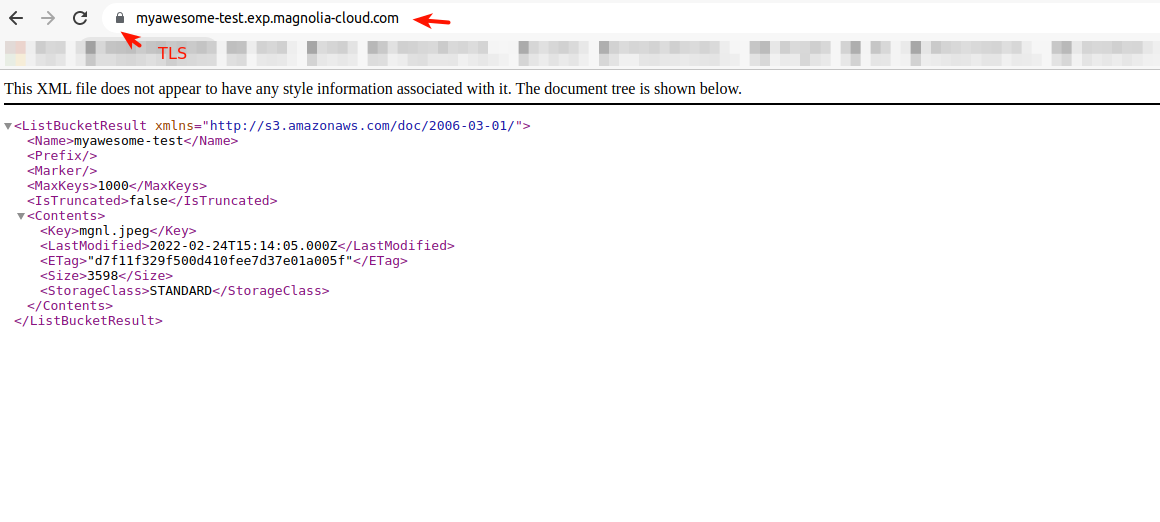 myawesome-test.exp.magnolia-cloud.com
TLS
This XML file does not appear to have any style information associated with it. The document tree is shown below.
<ListBucketResult xmlns="http://s3.amazonaws.com/doc/2006-03-01/">
<Name>myawesome-test</Name>
<Prefix/>
<Marker/>
<MaxKeys>1000</MaxKeys>
<IsTruncated>false</IsTruncated>
<Contents>
<Key>mgnl.jpeg</Key>
<LastModified>2022-02-24T15:14:05.000Z</LastModified>
<ETag>"d7f11f329f500d410fee7d37e01a005f"</ETag>
<Size>3598</Size>
<StorageClass>STANDARD</StorageClass>
</Contents>
</ListBucketResult>